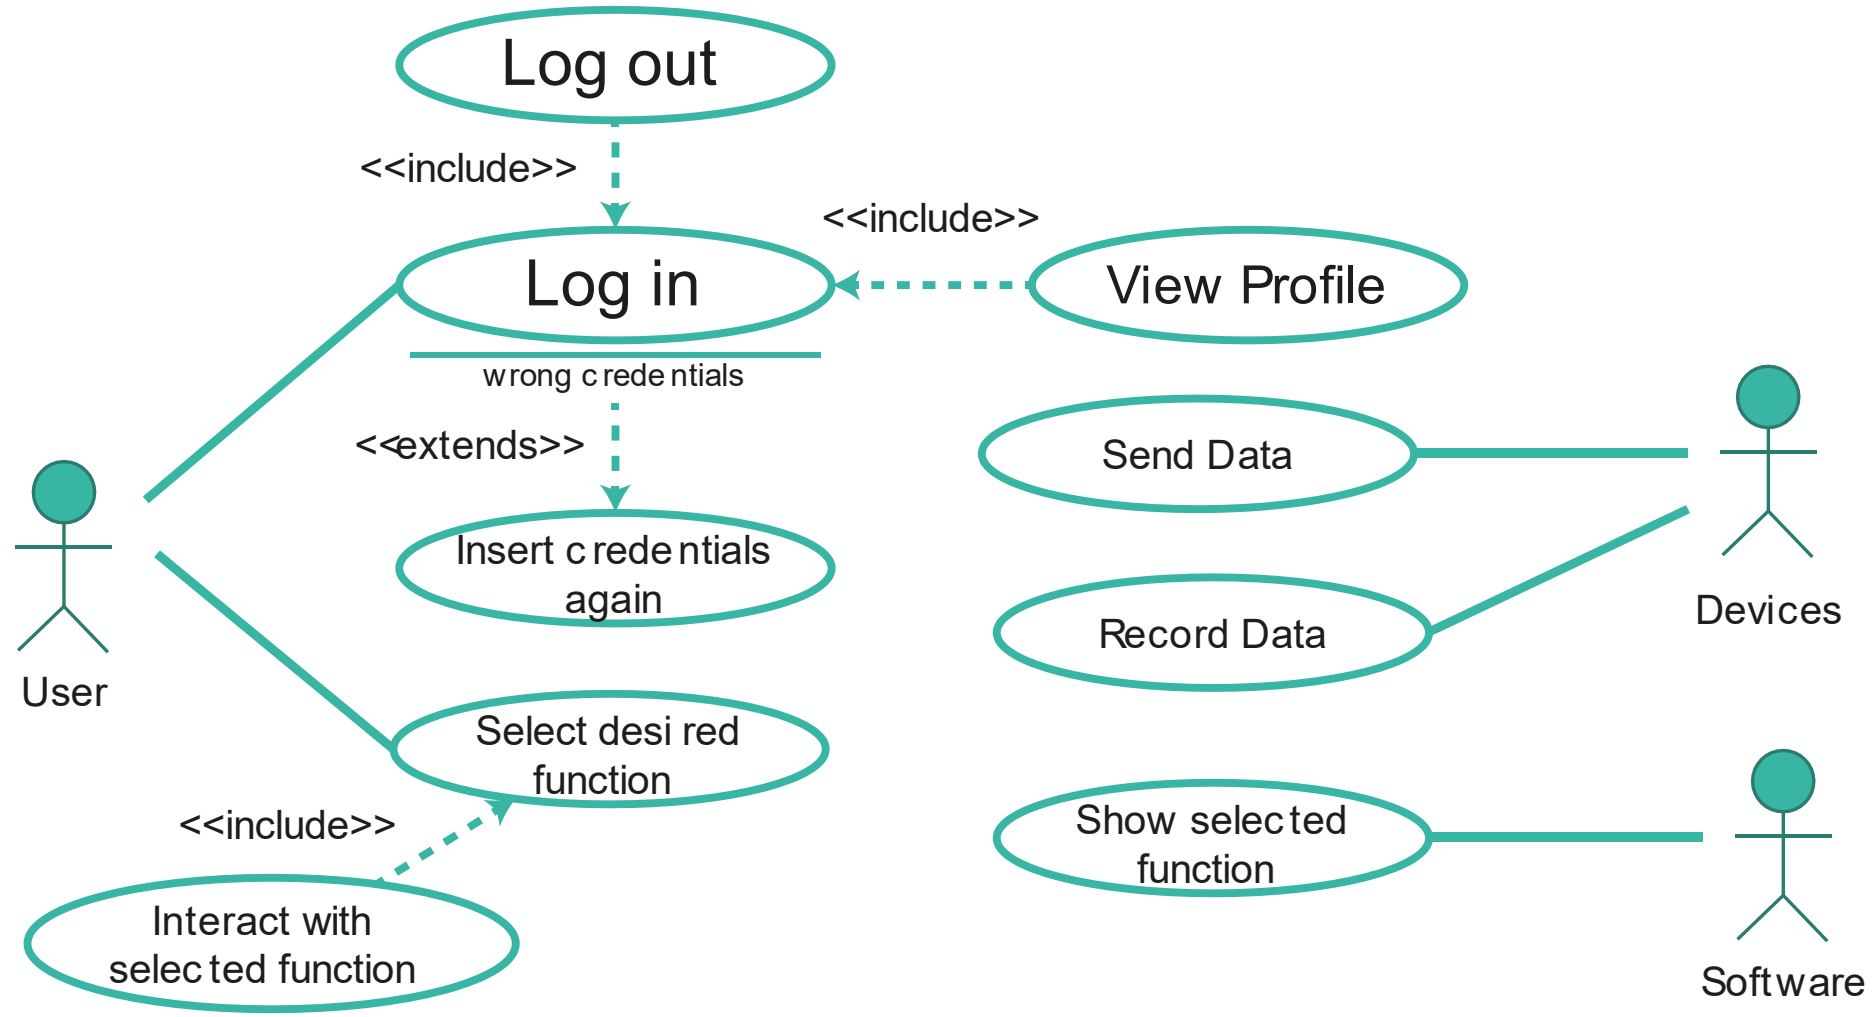 Log out
<<include>>
<<include>>
Log in
View Profile
wrong credentials
<<extends>>
Send Data
Insert credentials
again
Devices
Record Data
User
Select desired
function
<<include>>
Show selected
function
Interact with
selected function
Software